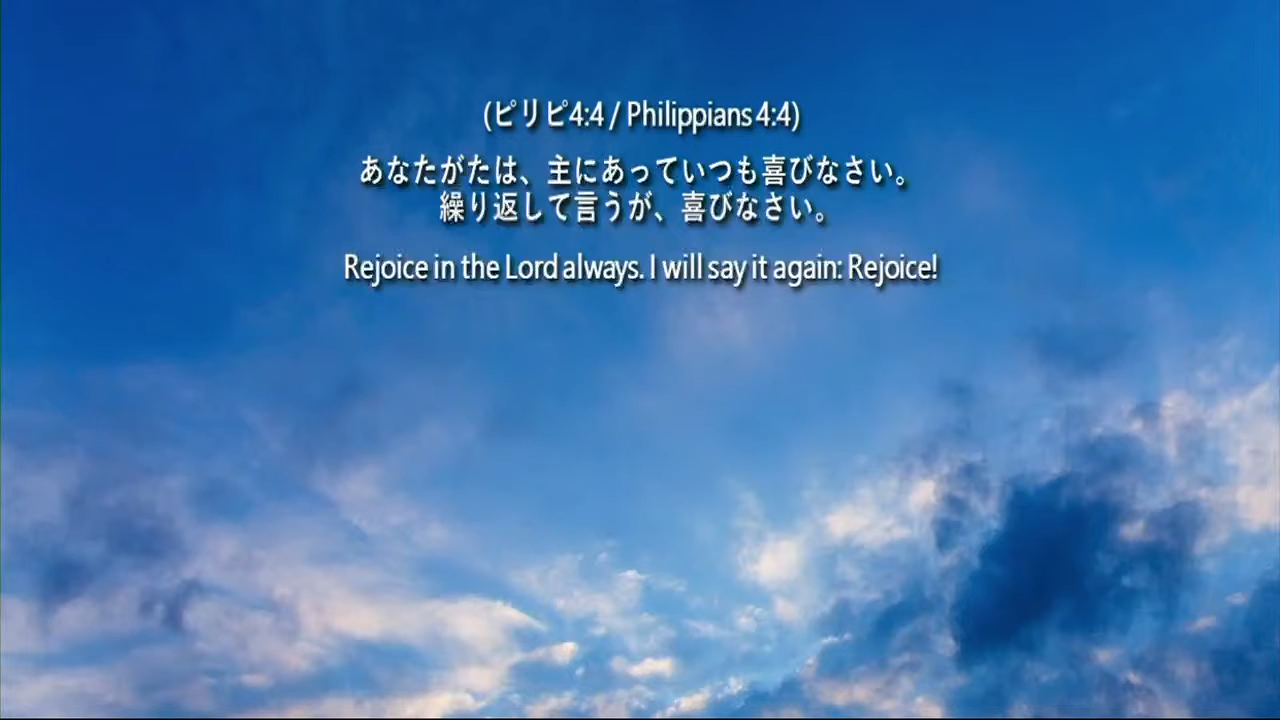 (ピリピ4:4 / Philippians 4:4)
あなたがたは、主にあっていつも喜びなさい。
繰り返して言うが、喜びなさい。
Rejoice in the Lord always. I will say it again: Rejoice!